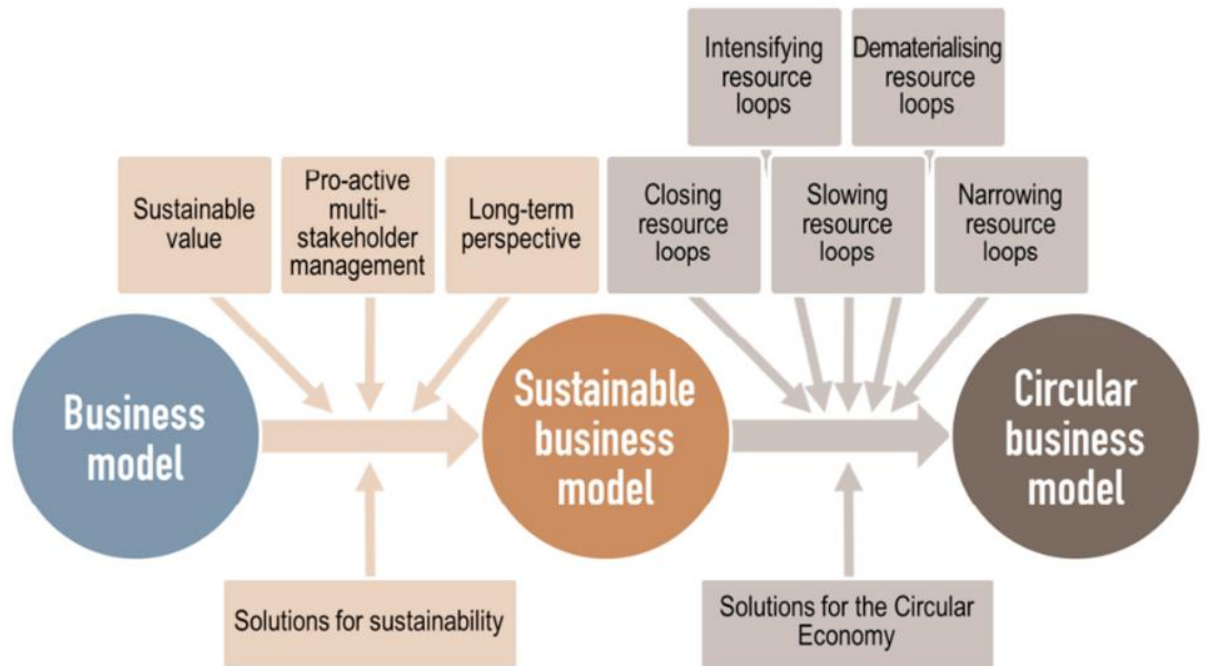 Intensifying
resource
loops
Dematerialising
resource
loops
Sustainable
value
Pro-active
multi-
stakeholder
management
Long-term
perspective
Closing
resource
loops
Slowing
resource
loops
Narrowing
resource
loops
Business
model
Sustainable
business
model
Circular
business
model
Solutions for sustainability
Solutions for the Circular
Economy